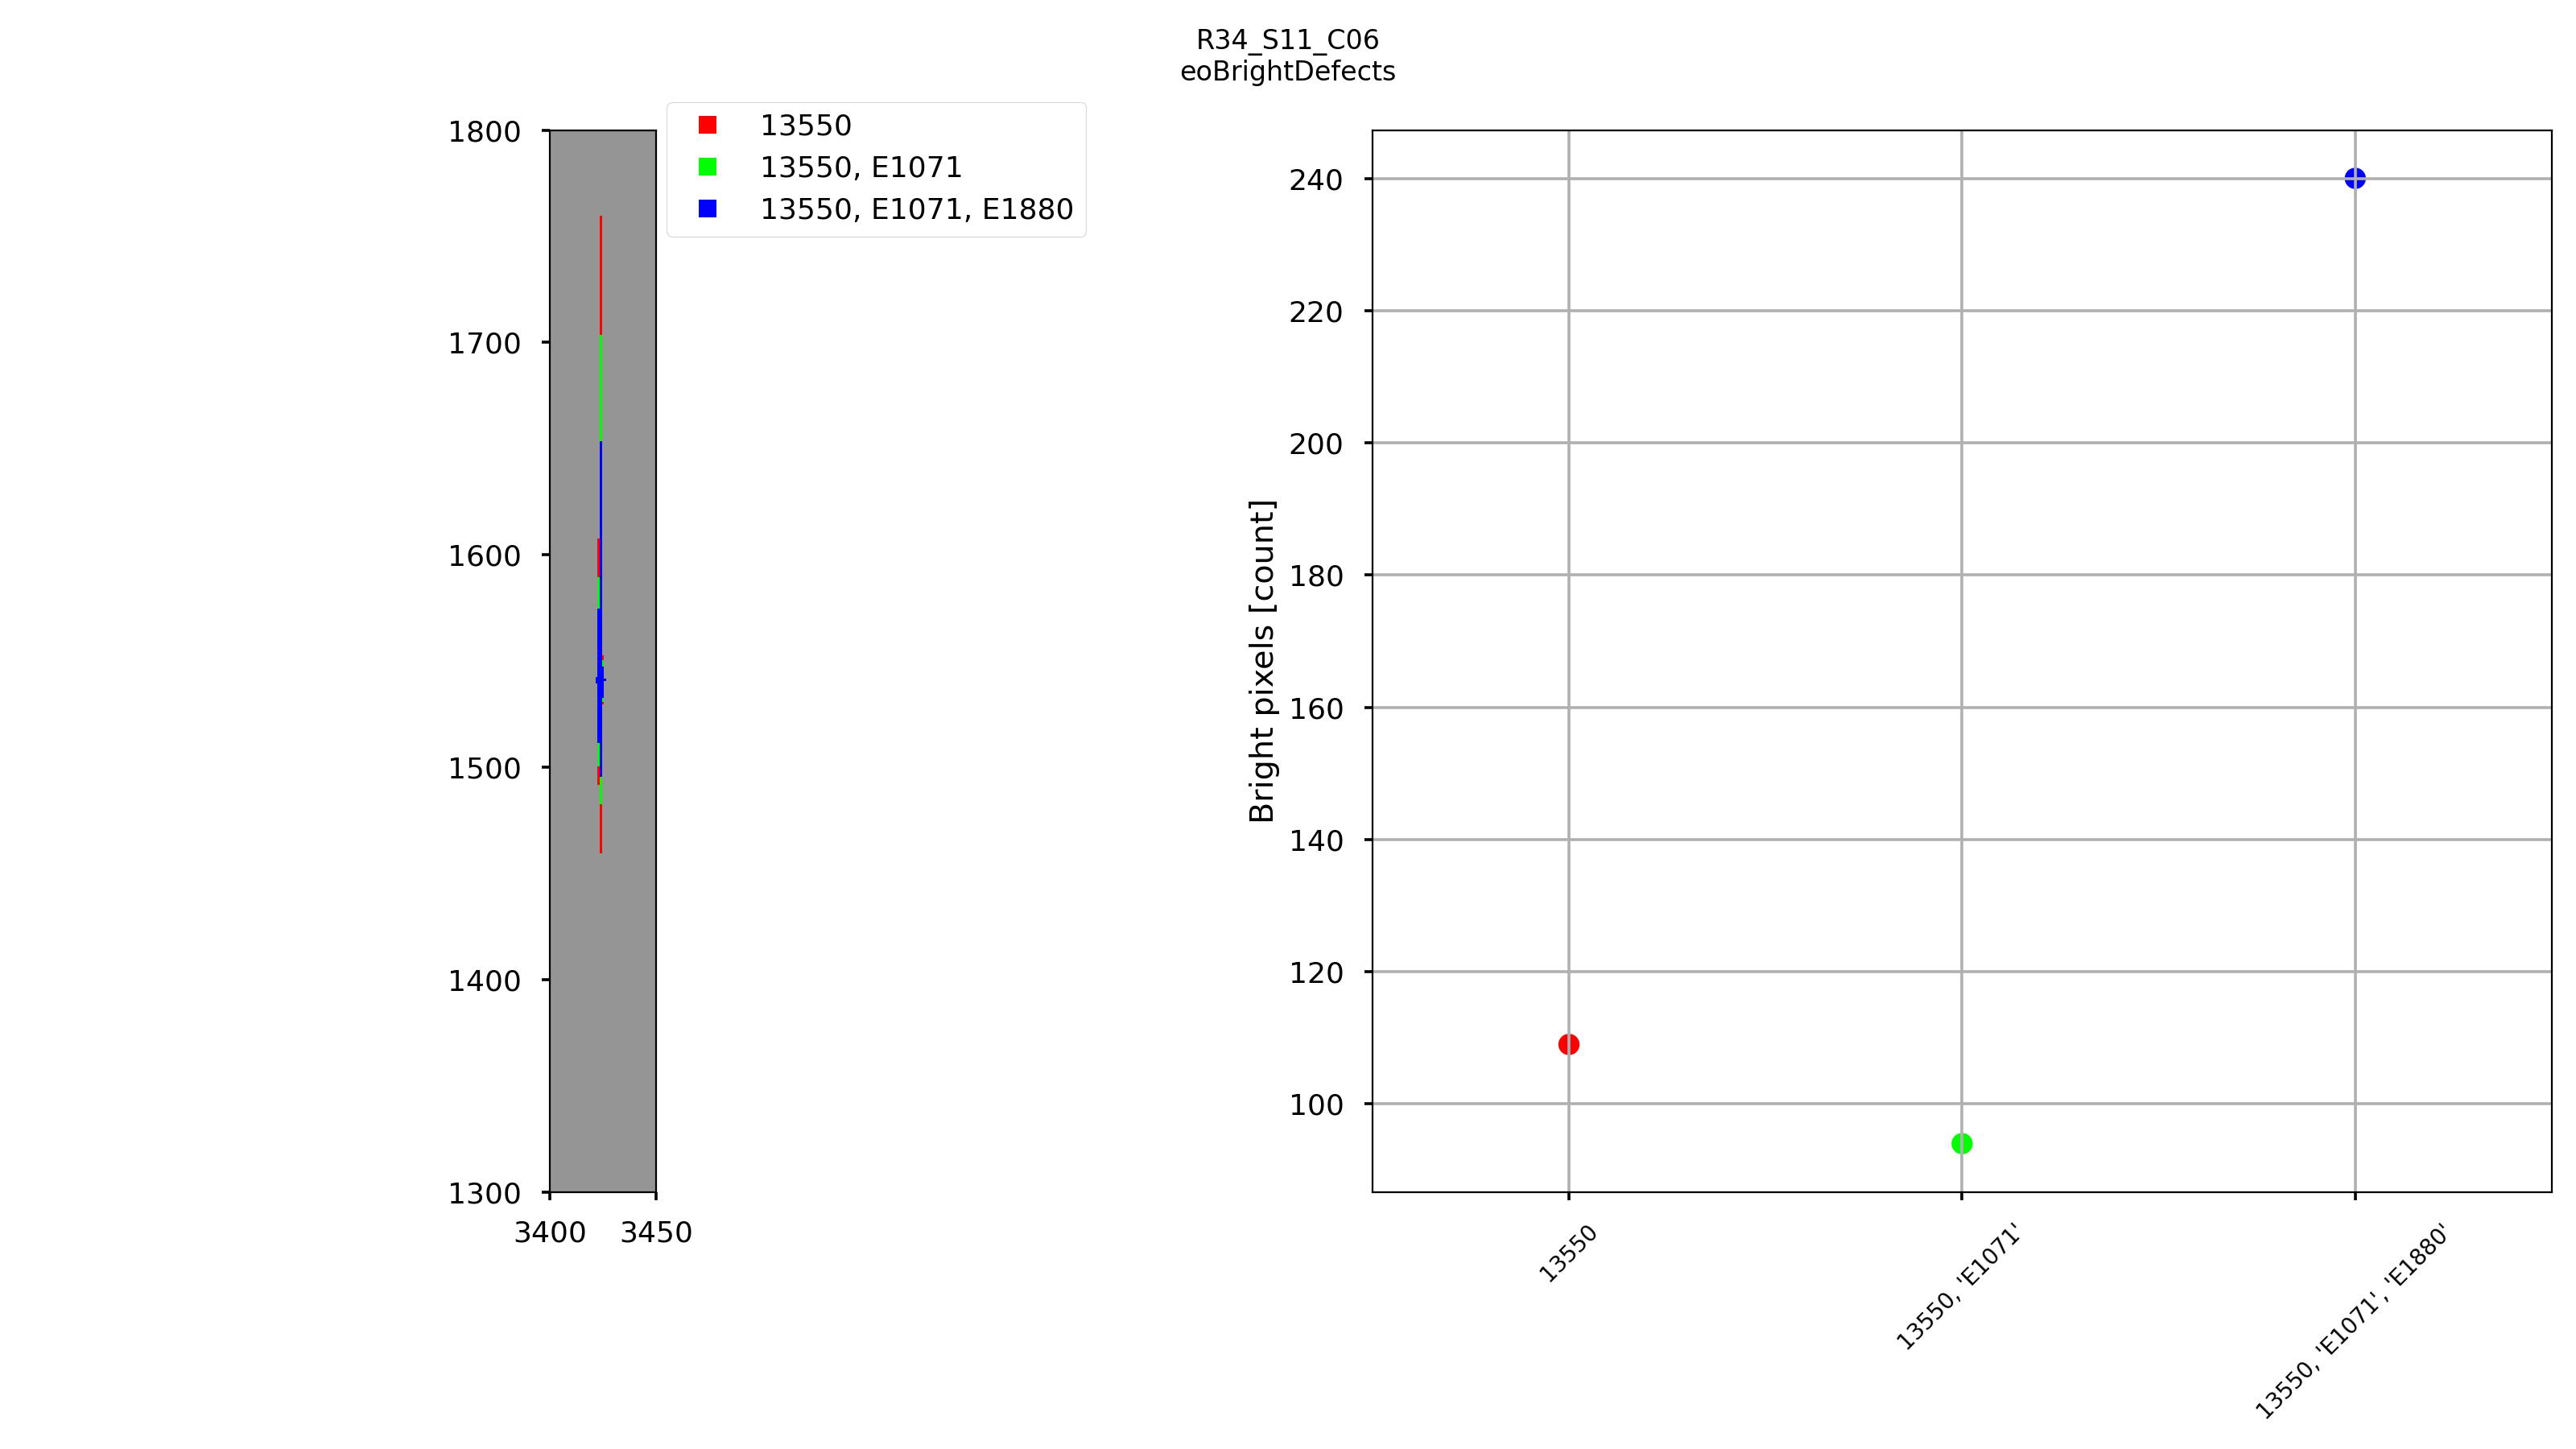 R34_S11_C06
eoBrightDefects
1800
1700
1600
1500
1400
1300
3400 3450
13550
13550, E1071
13550, E1071, E1880
Bright pixels [count]
240
220
200
180
160
140
120
100
13550
13550, 'E1071'
13550, 'E1071', 'E1880'